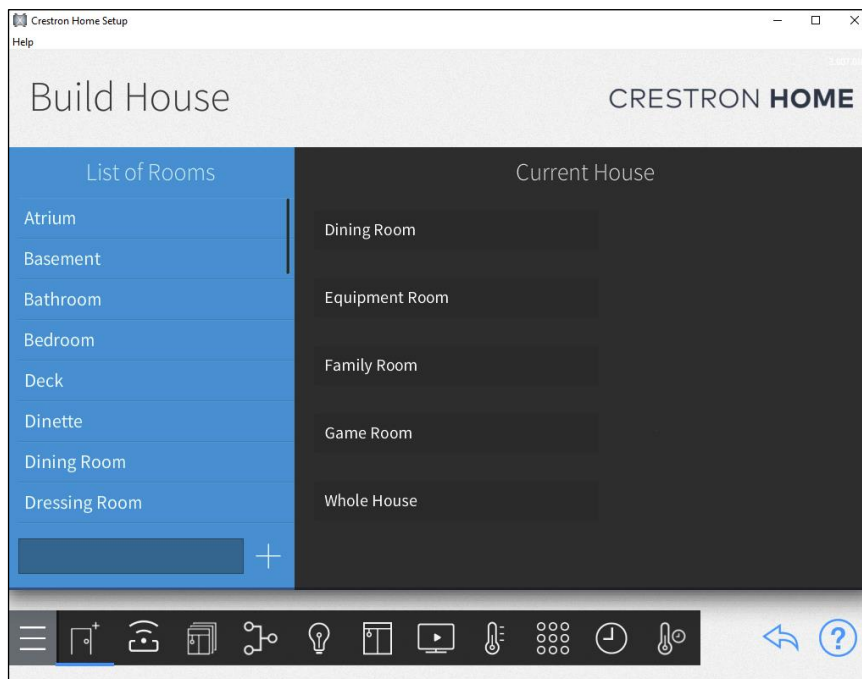 Crestron Home Setup
Help
Build House
CRESTRON HOME
List of Rooms
Atrium
Basement
Bathroom
Bedroom
Deck
Dinette
Dining Room
Dressing Room
Current House
Dining Room
Equipment Room
Family Room
Game Room
Whole House
?